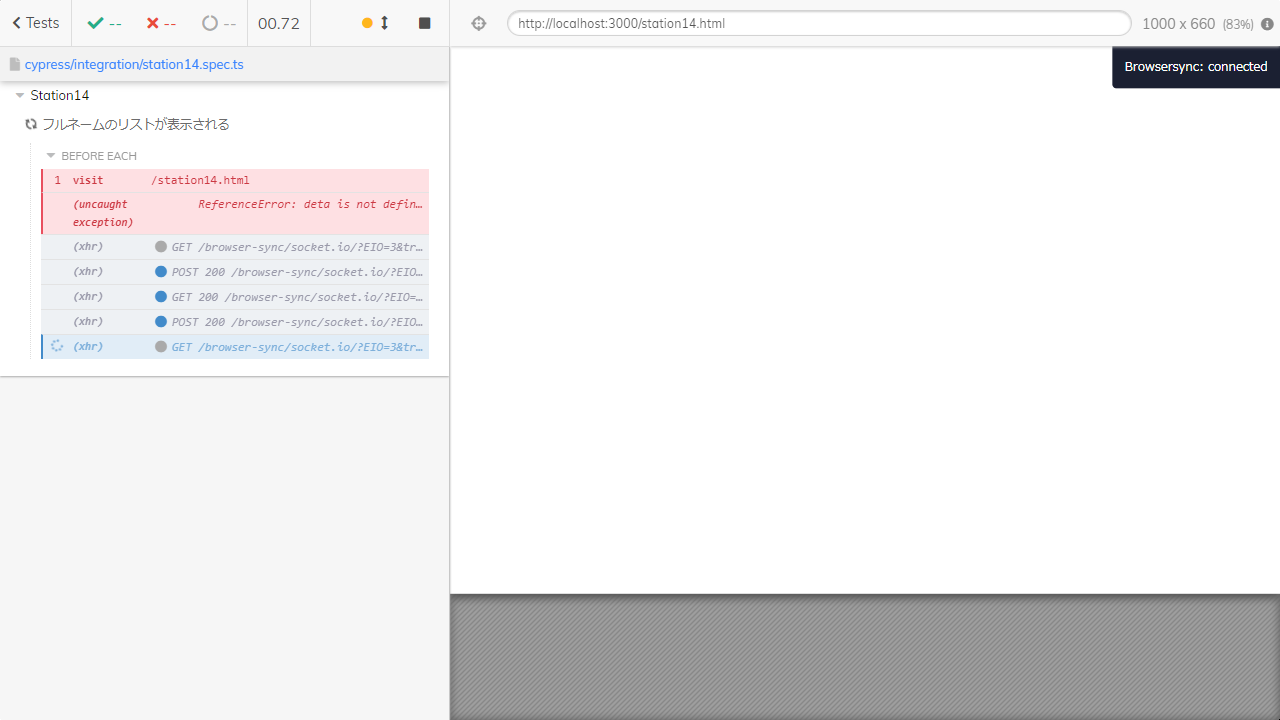 Tests -- -- -- 00.72
http://localhost:3000/station14.html 1000 x 660 (83%)
cypress/integration/station14.spec.ts
Browsersync: connected
Station14
フルネームのリストが表示される
BEFORE EACH
1 visit /station14.html
(uncaught exception) ReferenceError: deta is not defin…
(xhr) GET /browser-sync/socket.io/?EIO=3&tr…
(xhr) POST 200 /browser-sync/socket.io/?EIO…
(xhr) GET 200 /browser-sync/socket.io/?EIO=…
(xhr) POST 200 /browser-sync/socket.io/?EIO…
(xhr) GET /browser-sync/socket.io/?EIO=3&tr…